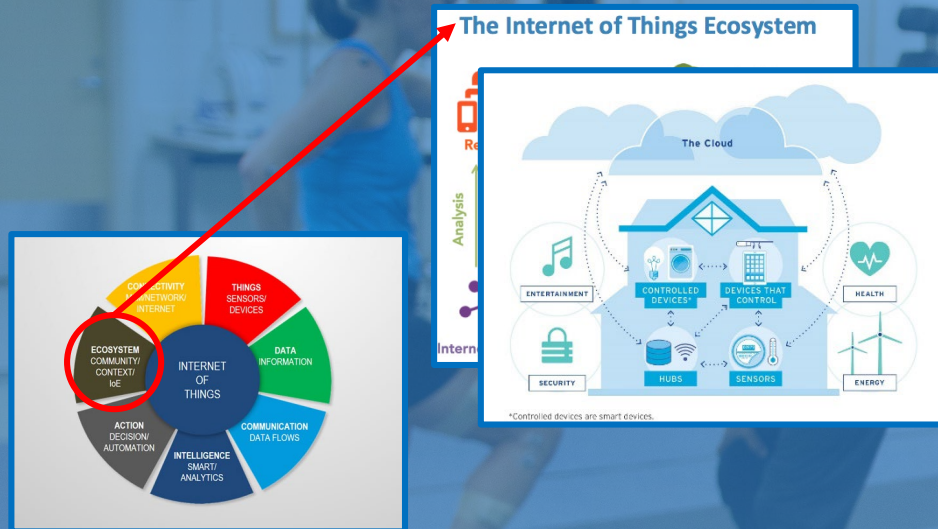 The Internet of Things Ecosystem
Re
Analysis
Intern
The Cloud
ENTERTAINMENT
CONTROLLED
DEVICES*
DEVICES THAT
CONTROL
HEALTH
SECURITY
HUBS
SENSORS
ENERGY
*Controlled devices are smart devices.
THINGS
SENSORS/
DEVICES
DATA
INFORMATION
COMMUNICATION
DATA FLOWS
INTELLIGENCE
SMART/
ANALYTICS
ACTION
DECISION/
AUTOMATION
ECOSYSTEM
COMMUNITY/
CONTEXT/
IoE
CONNECTIVITY
INTERNET
INTERNET
OF
THINGS